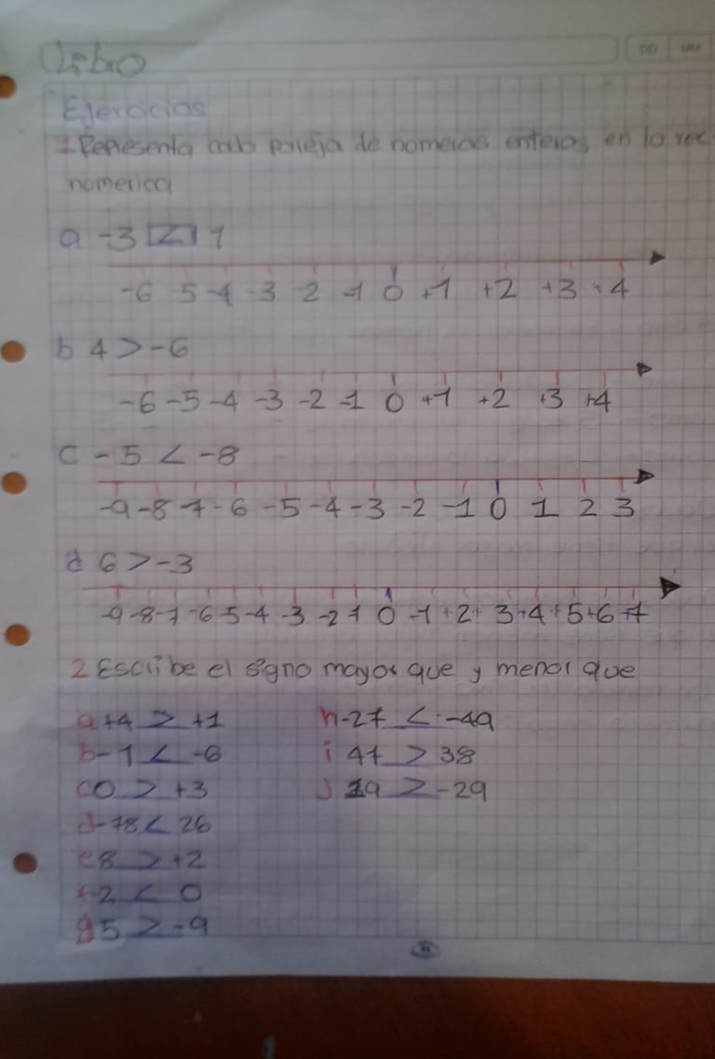 Libro
Ejercicios
1 Representa cada pareja de numeros enteros en la rec
numerica
a -3 < 1
-6 5 -4 -3 2 -1 0 +1 +2 +3 +4
b 4 > -6
-6 -5 -4 -3 -2 -1 0 +1 +2 +3 +4
c -5 < -8
-9 -8 -7 -6 -5 -4 -3 -2 -1 0 1 2 3
d 6 > -3
-9 -8 -7 -6 5 -4 -3 -2 1 0 -1 +2 + 3 +4 +5 +6 +7
2 Escribe el signo mayor que y menor que
a +4 > +1
b -1 < -6
c 0 > +3
d -78 < 26
e 8 > +2
f -2 < 0
g 5 > -9
h -27 < -49
i 47 > 38
j 19 > -29